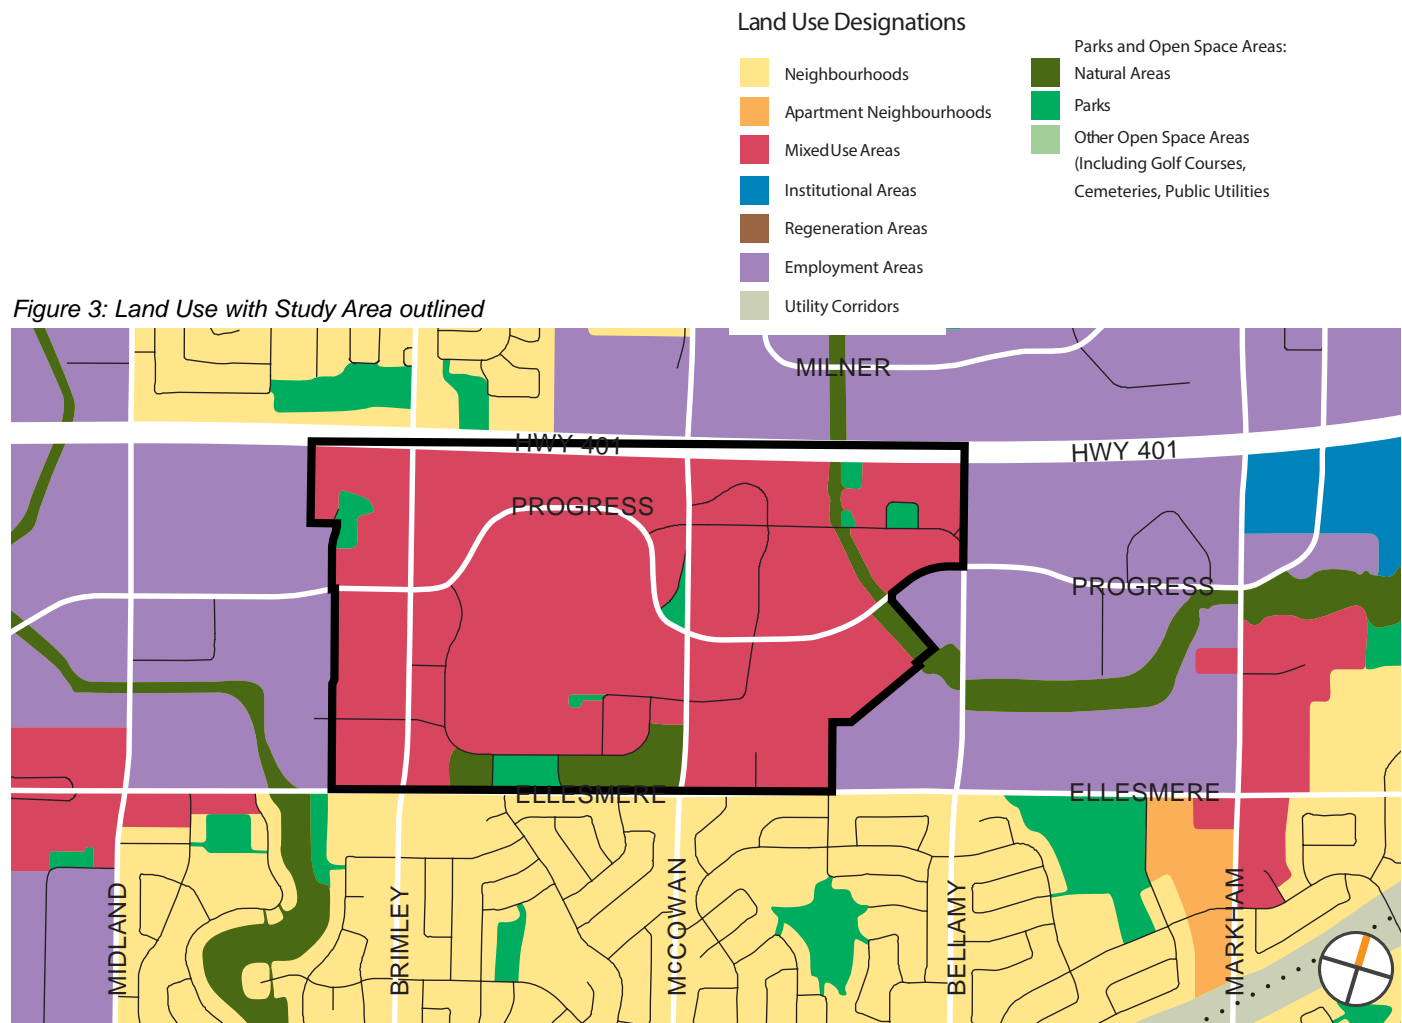 Land Use Designations
Neighbourhoods
Apartment Neighbourhoods
Mixed Use Areas
Institutional Areas
Regeneration Areas
Employment Areas
Utility Corridors
Parks and Open Space Areas:
Natural Areas
Parks
Other Open Space Areas
(Including Golf Courses,
Cemeteries, Public Utilities
Figure 3: Land Use with Study Area outlined
MILNER
HWY 401
HWY 401
PROGRESS
PROGRESS
ELLESMERE
ELLESMERE
MIDLAND
BRIMLEY
McCOWAN
BELLAMY
MARKHAM